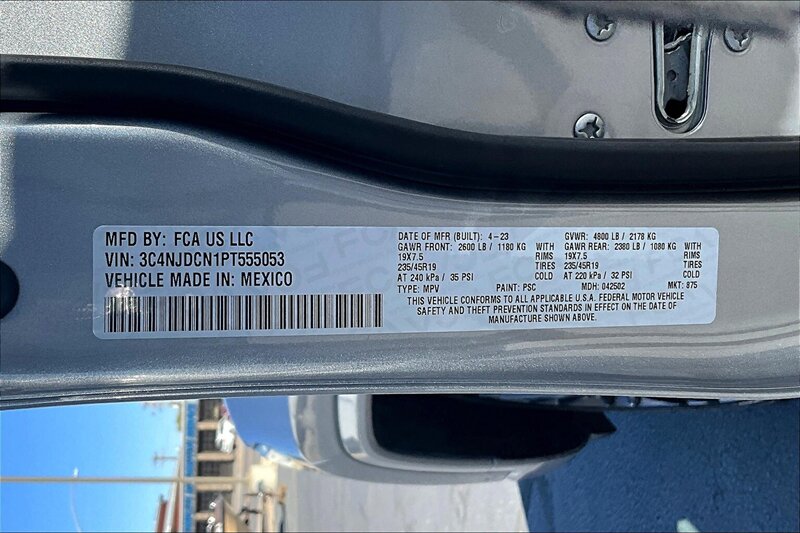 MFD BY: FCA US LLC
VIN: 3C4NJDCN1PT555053
VEHICLE MADE IN: MEXICO
DATE OF MFR (BUILT): 4-23 GVWR: 4800 LB / 2178 KG
GAWR FRONT: 2600 LB / 1180 KG WITH GAWR REAR: 2380 LB / 1080 KG WITH
19X7.5 RIMS 19X7.5 RIMS
235/45R19 TIRES 235/45R19 TIRES
AT 240 kPa / 35 PSI COLD AT 220 kPa / 32 PSI COLD
TYPE: MPV PAINT: PSC MDH: 042502 MKT: 875
THIS VEHICLE CONFORMS TO ALL APPLICABLE U.S.A. FEDERAL MOTOR VEHICLE
SAFETY AND THEFT PREVENTION STANDARDS IN EFFECT ON THE DATE OF
MANUFACTURE SHOWN ABOVE.